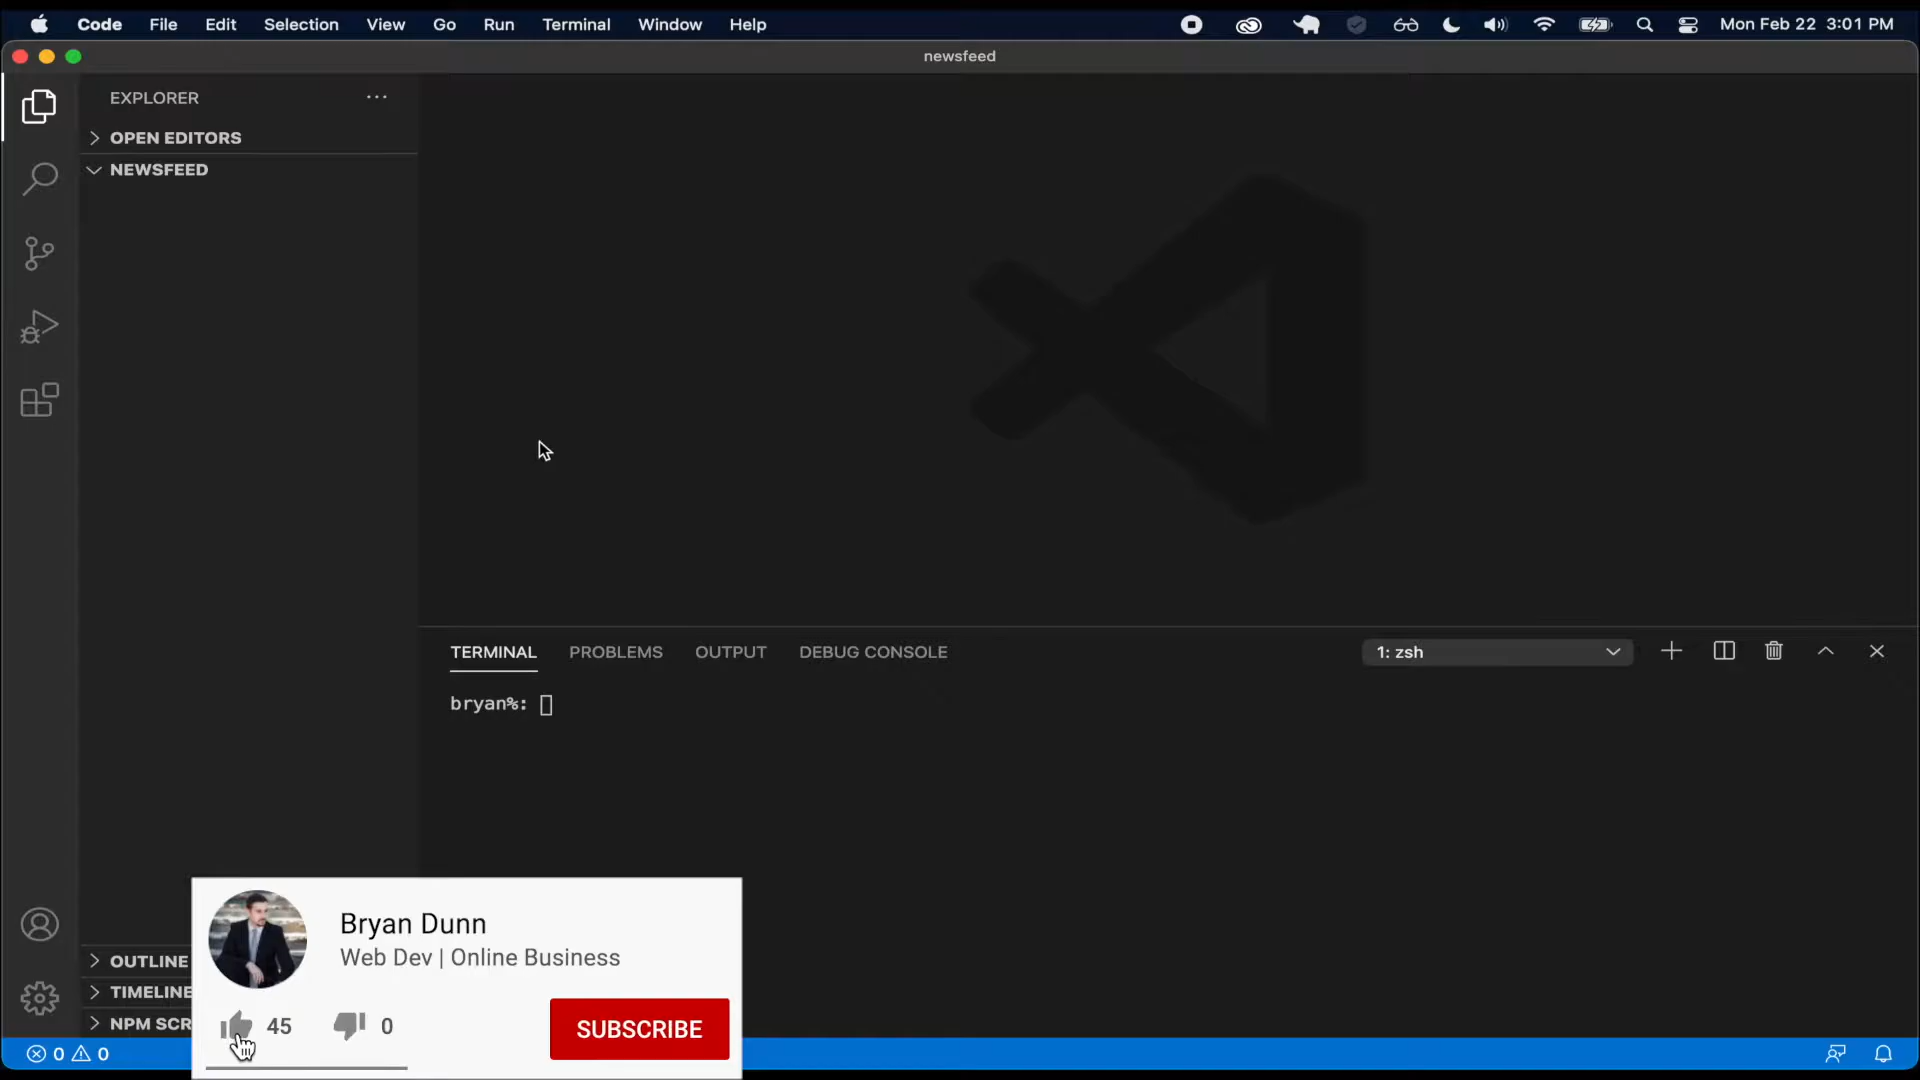 Code File Edit Selection View Go Run Terminal Window Help Mon Feb 22 3:01 PM
newsfeed
EXPLORER
OPEN EDITORS
NEWSFEED
TERMINAL PROBLEMS OUTPUT DEBUG CONSOLE 1: zsh
bryan%:
OUTLINE
TIMELINE
NPM SCR
Bryan Dunn
Web Dev | Online Business
45 0 SUBSCRIBE
0 0